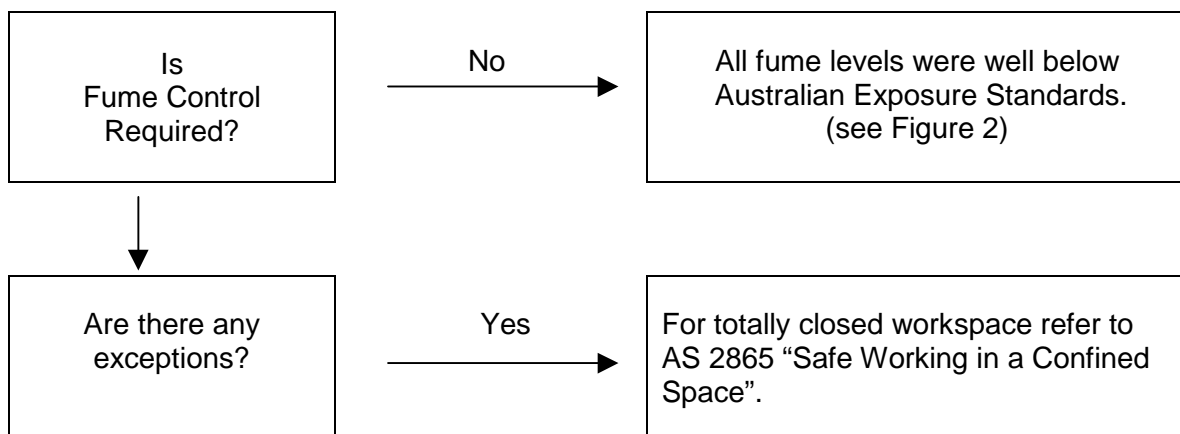 Is
Fume Control
Required?
No
All fume levels were well below
Australian Exposure Standards.
(see Figure 2)
Are there any
exceptions?
Yes
For totally closed workspace refer to
AS 2865 “Safe Working in a Confined
Space”.